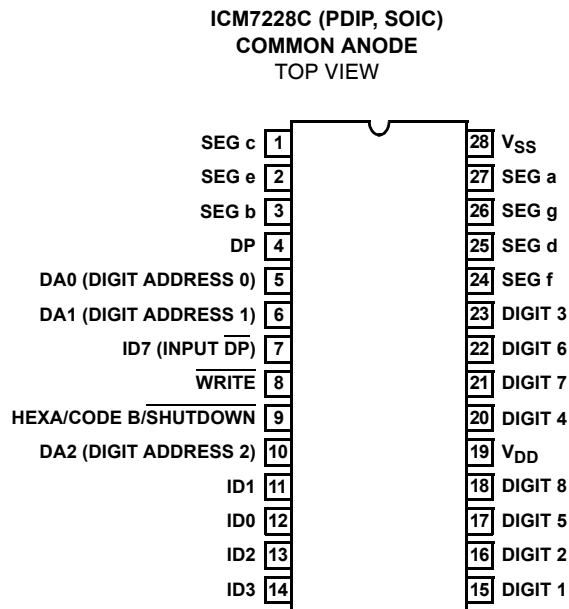 ICM7228C (PDIP, SOIC)
COMMON ANODE
TOP VIEW
SEG c 1 28 VSS
SEG e 2 27 SEG a
SEG b 3 26 SEG g
DP 4 25 SEG d
DA0 (DIGIT ADDRESS 0) 5 24 SEG f
DA1 (DIGIT ADDRESS 1) 6 23 DIGIT 3
ID7 (INPUT DP) 7 22 DIGIT 6
WRITE 8 21 DIGIT 7
HEXA/CODE B/SHUTDOWN 9 20 DIGIT 4
DA2 (DIGIT ADDRESS 2) 10 19 VDD
ID1 11 18 DIGIT 8
ID0 12 17 DIGIT 5
ID2 13 16 DIGIT 2
ID3 14 15 DIGIT 1